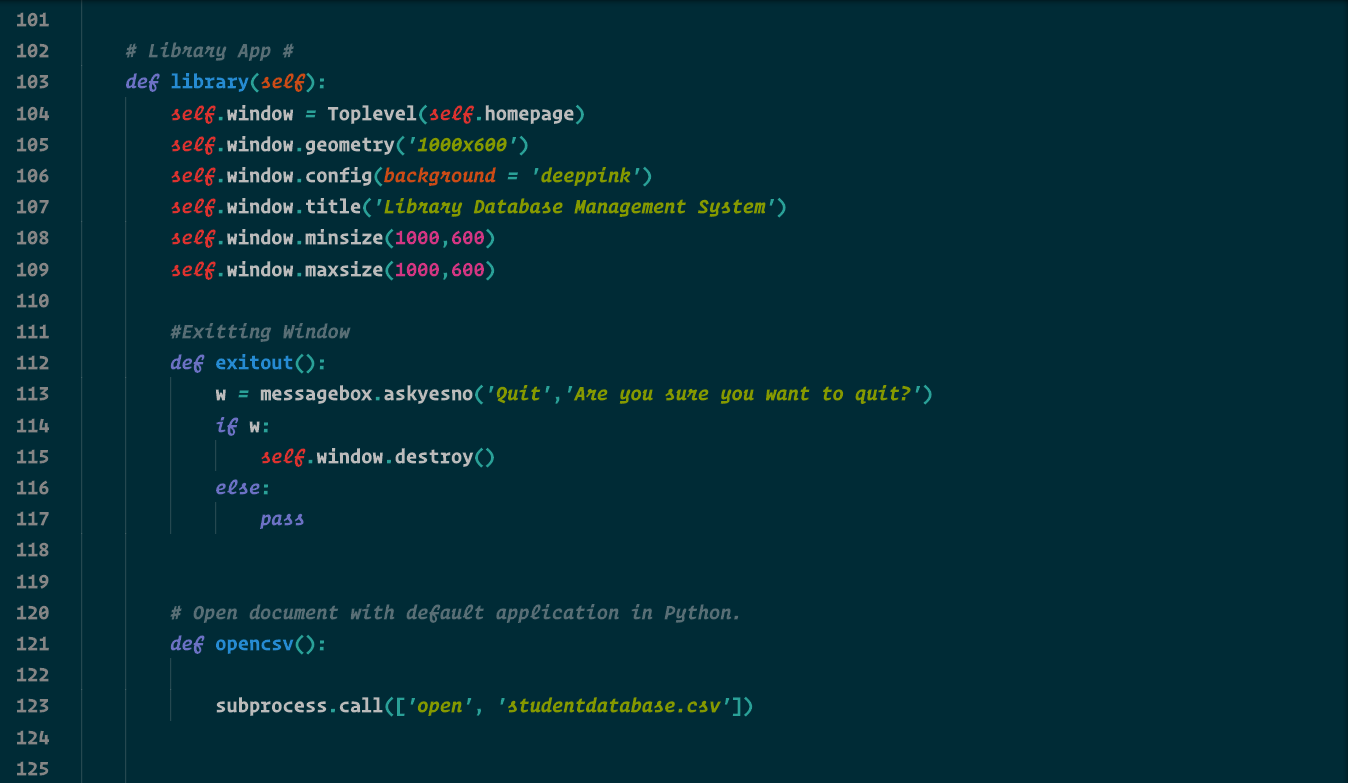 101
102 # Library App #
103 def library(self):
104 self.window = Toplevel(self.homepage)
105 self.window.geometry('1000x600')
106 self.window.config(background = 'deeppink')
107 self.window.title('Library Database Management System')
108 self.window.minsize(1000,600)
109 self.window.maxsize(1000,600)
110
111 #Exitting Window
112 def exitout():
113 w = messagebox.askyesno('Quit','Are you sure you want to quit?')
114 if w:
115 self.window.destroy()
116 else:
117 pass
118
119
120 # Open document with default application in Python.
121 def opencsv():
122
123 subprocess.call(['open', 'studentdatabase.csv'])
124
125